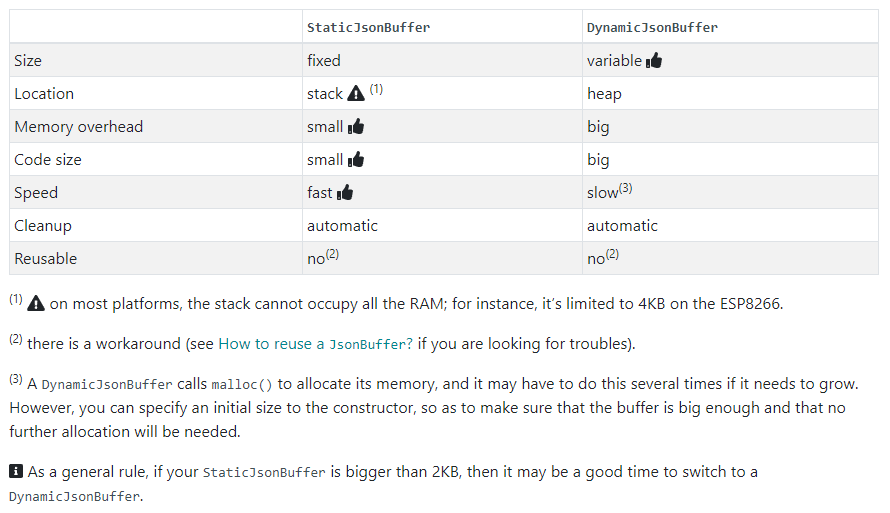 StaticJsonBuffer DynamicJsonBuffer
Size fixed variable
Location stack (1) heap
Memory overhead small big
Code size small big
Speed fast slow(3)
Cleanup automatic automatic
Reusable no(2) no(2)
(1) on most platforms, the stack cannot occupy all the RAM; for instance, it’s limited to 4KB on the ESP8266.
(2) there is a workaround (see How to reuse a JsonBuffer? if you are looking for troubles).
(3) A DynamicJsonBuffer calls malloc() to allocate its memory, and it may have to do this several times if it needs to grow.
However, you can specify an initial size to the constructor, so as to make sure that the buffer is big enough and that no
further allocation will be needed.
As a general rule, if your StaticJsonBuffer is bigger than 2KB, then it may be a good time to switch to a
DynamicJsonBuffer.